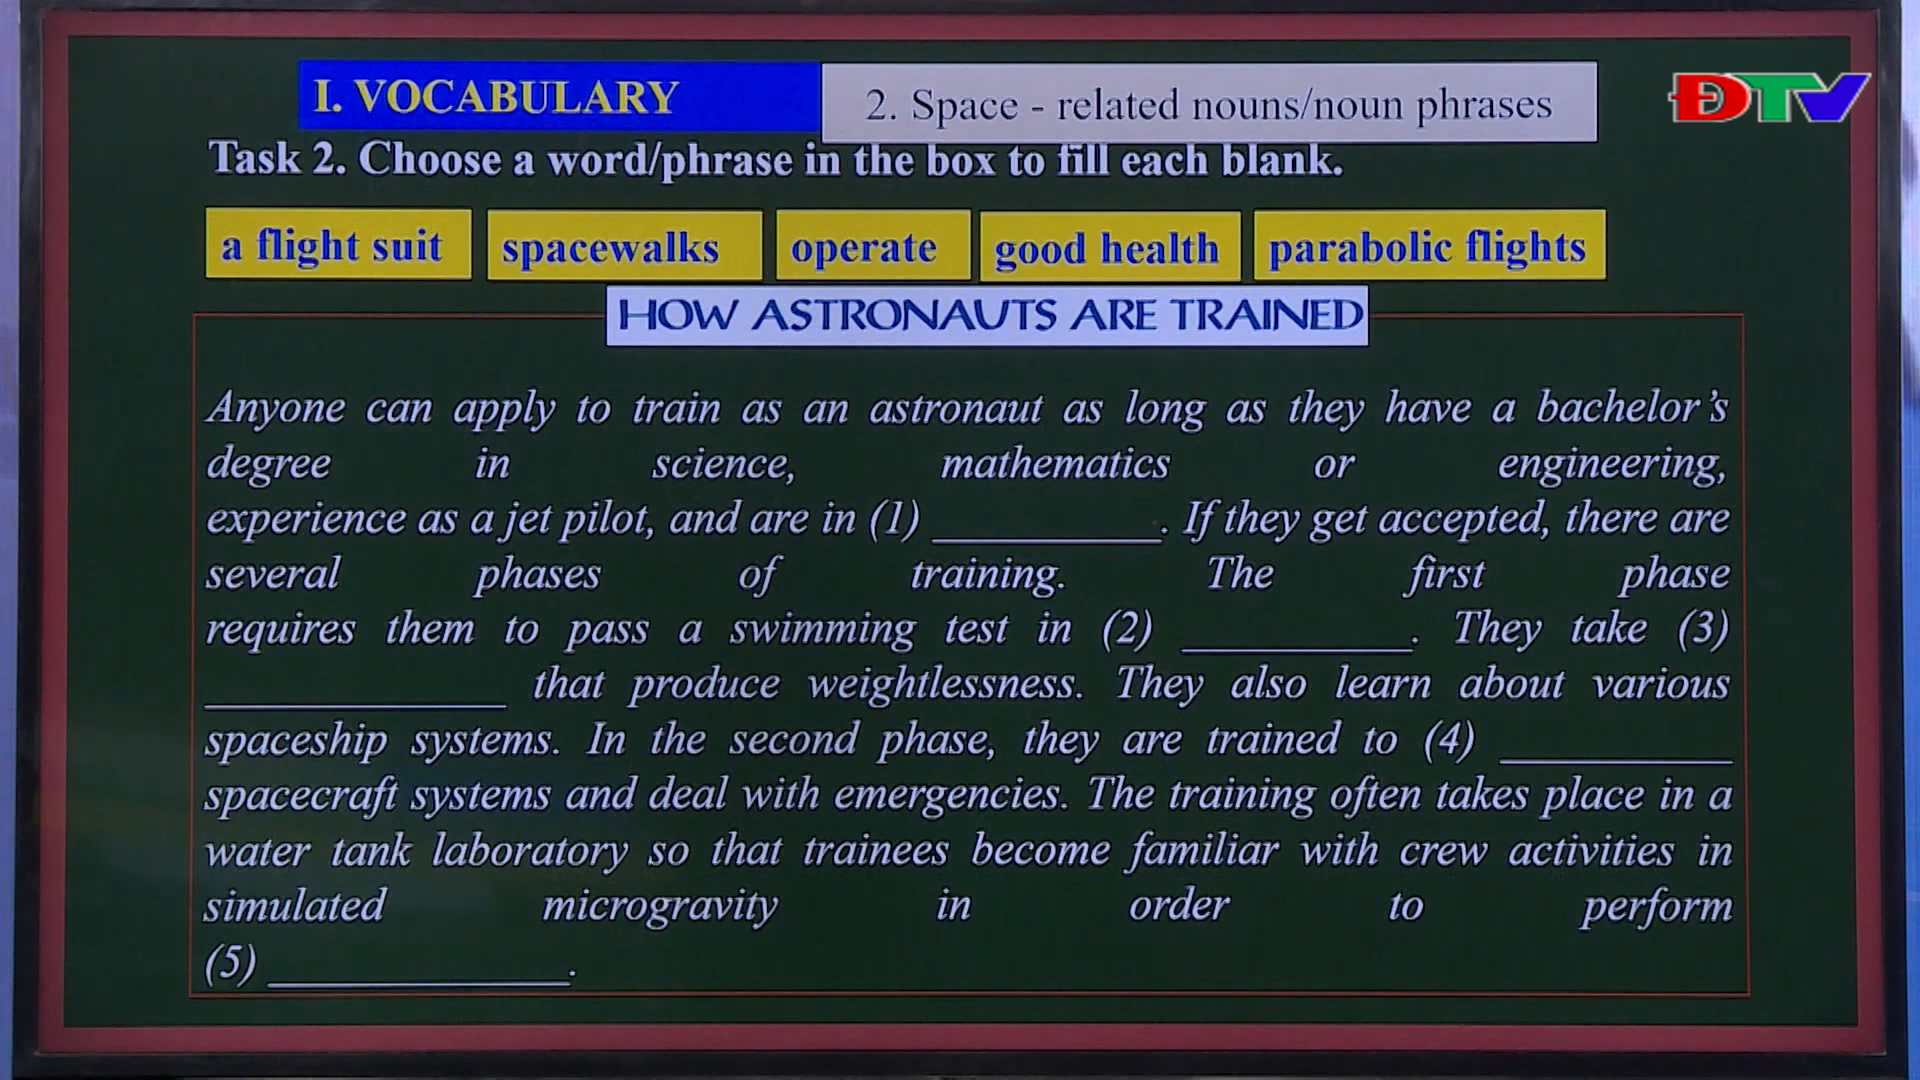 I. VOCABULARY
2. Space - related nouns/noun phrases
ĐTV
Task 2. Choose a word/phrase in the box to fill each blank.
a flight suit
spacewalks
operate
good health
parabolic flights
HOW ASTRONAUTS ARE TRAINED
Anyone can apply to train as an astronaut as long as they have a bachelor's
degree in science, mathematics or engineering,
experience as a jet pilot, and are in (1) __________. If they get accepted, there are
several phases of training. The first phase
requires them to pass a swimming test in (2) __________. They take (3)
_____________ that produce weightlessness. They also learn about various
spaceship systems. In the second phase, they are trained to (4) __________
spacecraft systems and deal with emergencies. The training often takes place in a
water tank laboratory so that trainees become familiar with crew activities in
simulated microgravity in order to perform
(5) _____________.